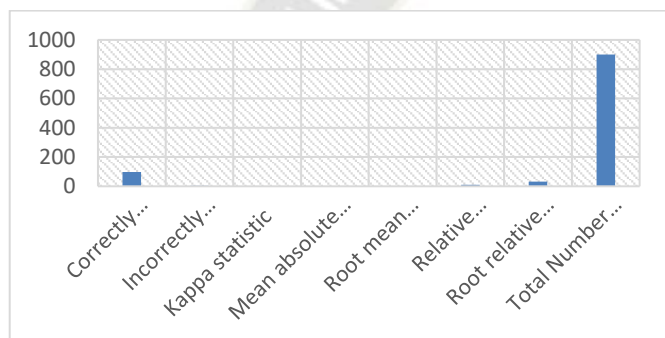 1000
800
600
400
200
0
Correctly...
Incorrectly...
Kappa statistic
Mean absolute...
Root mean...
Relative...
Root relative...
Total Number...